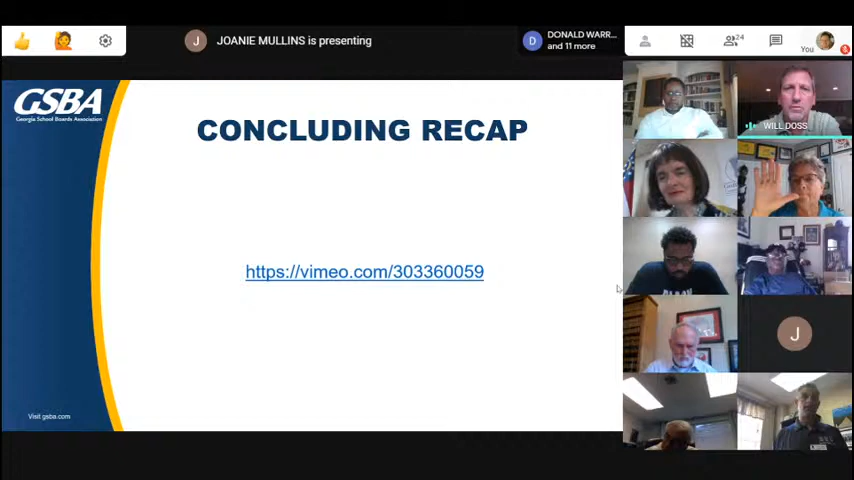 JOANIE MULLINS is presenting
J
D
DONALD WARR...
and 11 more
24
You
GSBA
Georgia School Boards Association
CONCLUDING RECAP
https://vimeo.com/303360059
Visit gsba.com
WILL DOSS
J